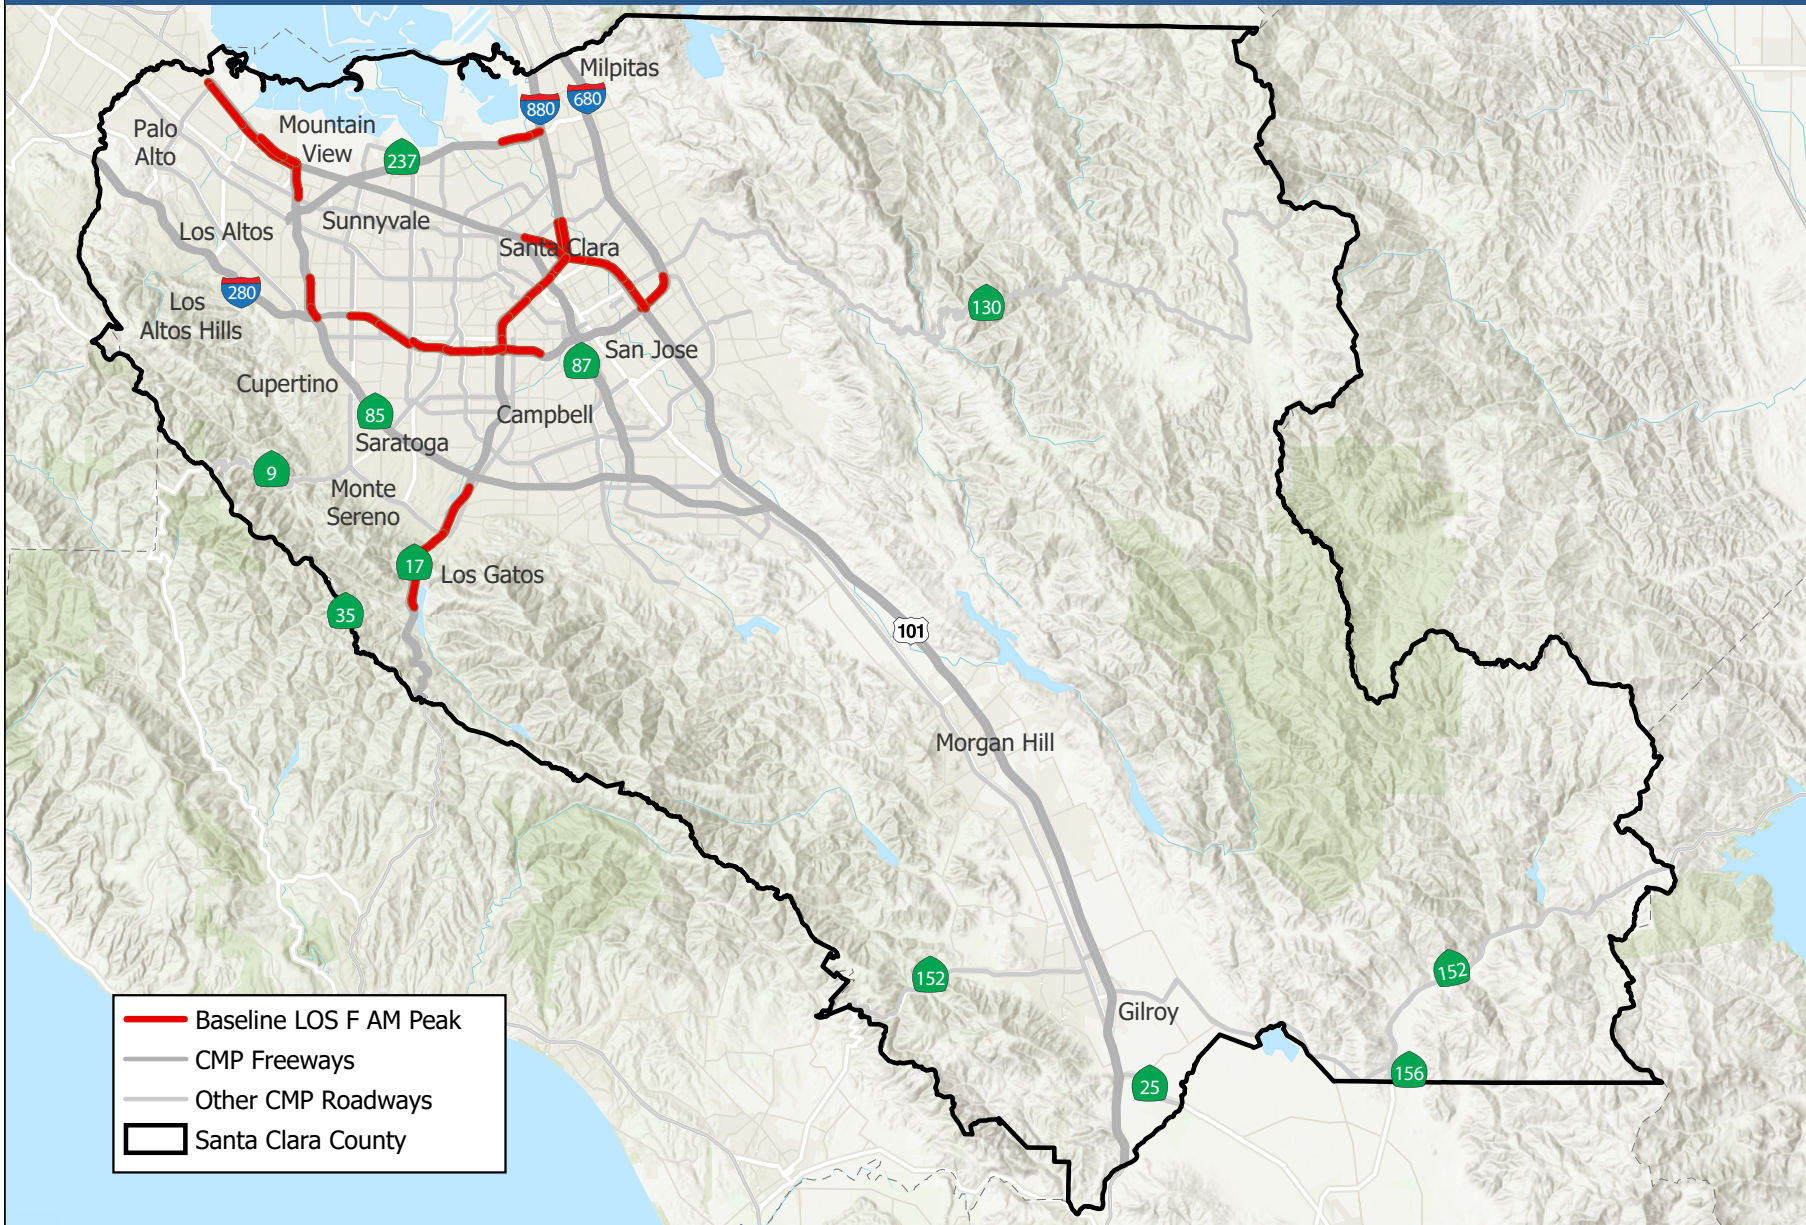 Milpitas
680
880
Palo
Alto
Mountain
View
237
Los Altos
Sunnyvale
Santa Clara
280
Los
Altos Hills
130
San Jose
87
Cupertino
85
Campbell
Saratoga
9
Monte
Sereno
17
Los Gatos
35
101
Morgan Hill
152
152
Gilroy
25
156
Baseline LOS F AM Peak
CMP Freeways
Other CMP Roadways
Santa Clara County